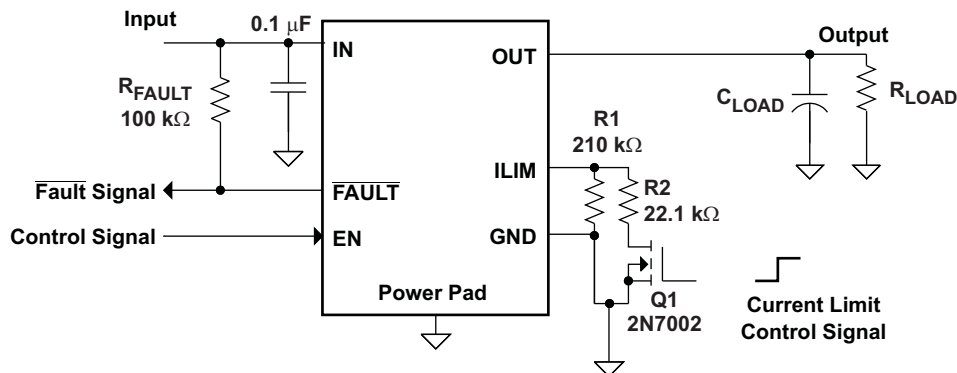 Input
0.1 μF
IN
OUT
Output
R_FAULT
100 kΩ
C_LOAD
R_LOAD
R1
210 kΩ
ILIM
R2
22.1 kΩ
Fault Signal
FAULT
Control Signal
EN
GND
Power Pad
Q1
2N7002
Current Limit
Control Signal